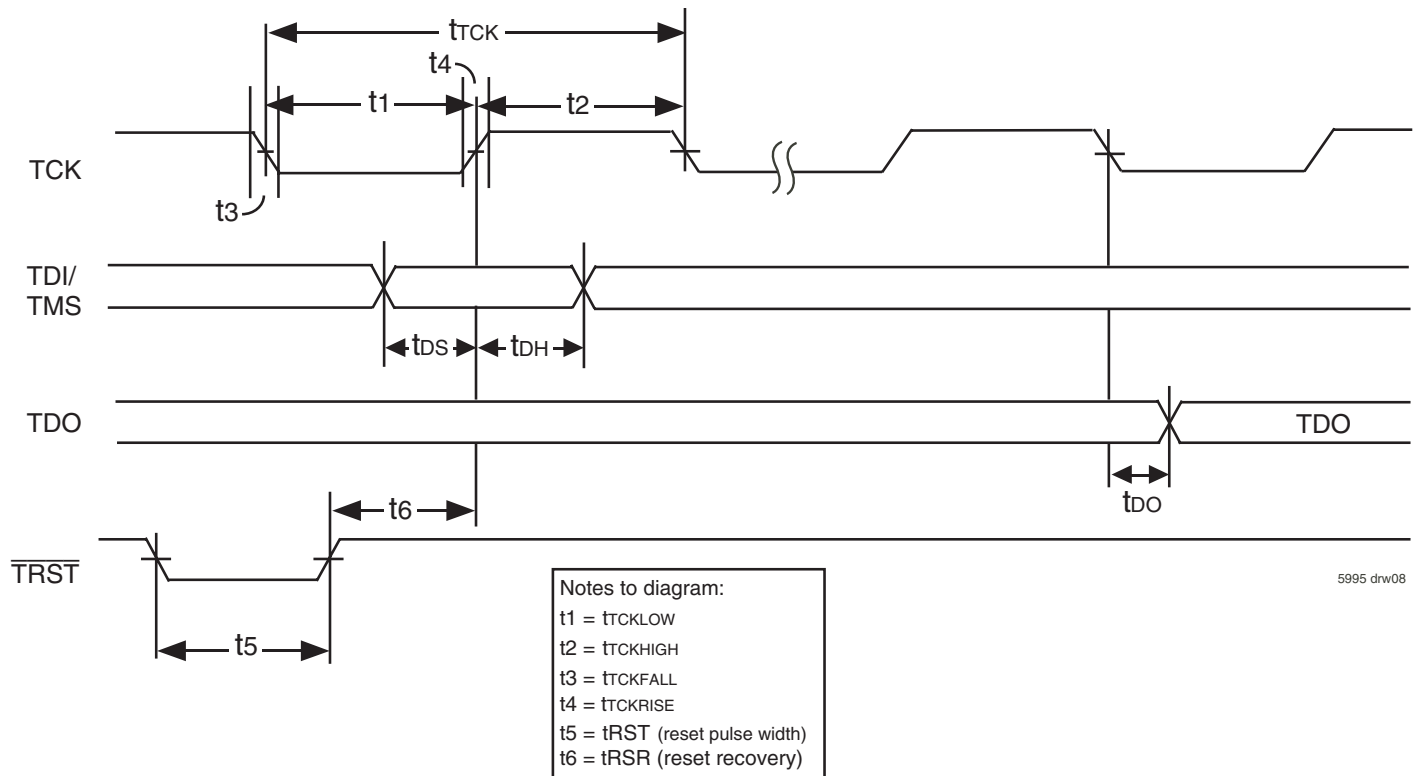 tTCK
t4
t1
t2
TCK
t3
TDI/
TMS
tDS
tDH
TDO
TDO
tDO
t6
TRST
5995 drw08
t5
Notes to diagram:
t1 = tTCKLOW
t2 = tTCKHIGH
t3 = tTCKFALL
t4 = tTCKRISE
t5 = tRST (reset pulse width)
t6 = tRSR (reset recovery)